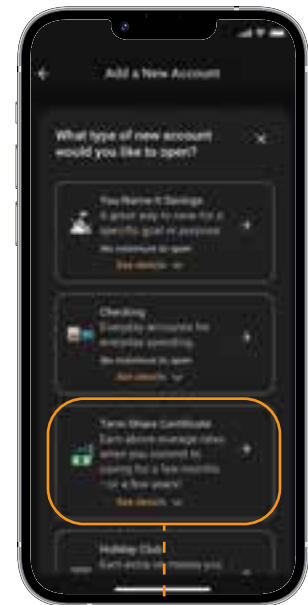 Add a New Account
What type of new account
would you like to open?
You Name It Savings
A great way to save for a
specific goal or purpose
No minimum to open
See details
Checking
Everyday accounts for
everyday spending
No minimum to open
See details
Term Share Certificate
Earn above average rates
when you commit to
saving for a few months
- or a few years!
See details
Holiday Club
Earn extra